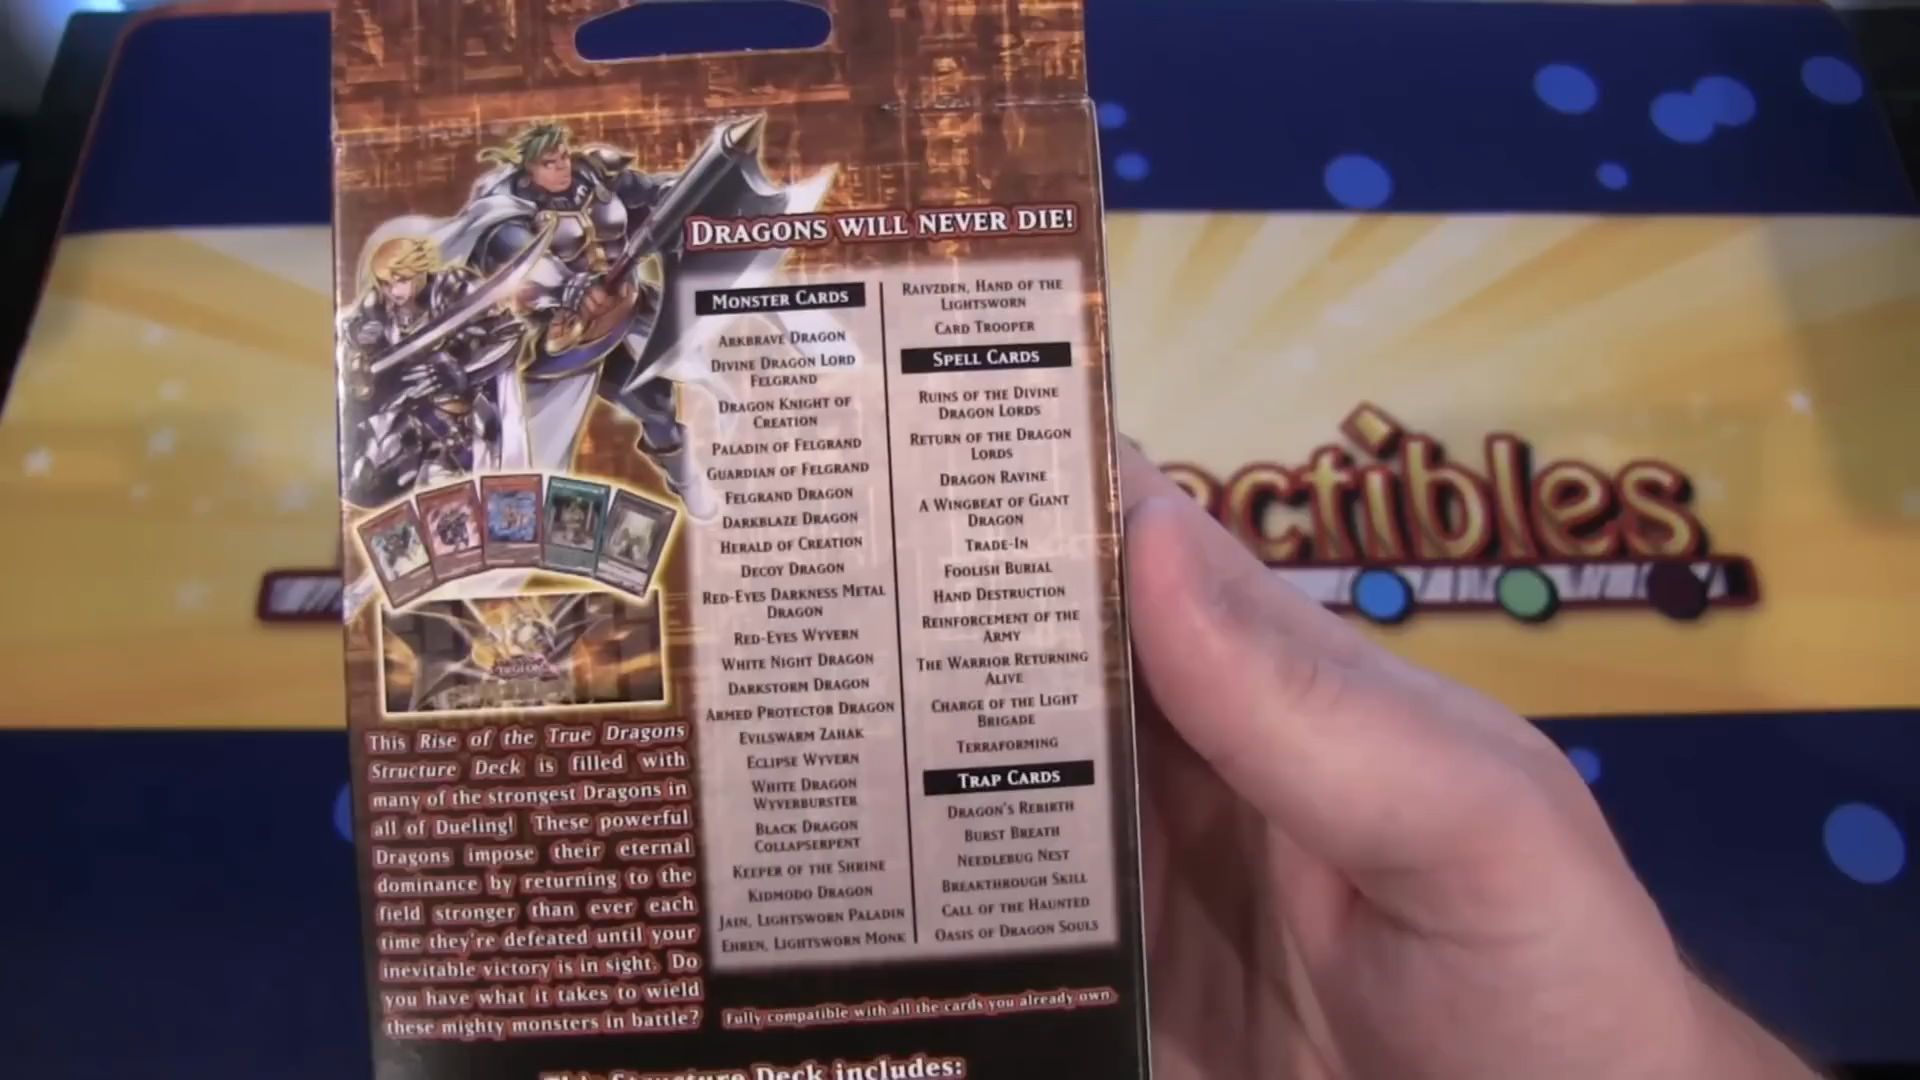 DRAGONS WILL NEVER DIE!
MONSTER CARDS
ARKBRAVE DRAGON
DIVINE DRAGON LORD
FELGRAND
DRAGON KNIGHT OF
CREATION
PALADIN OF FELGRAND
GUARDIAN OF FELGRAND
FELGRAND DRAGON
DARKBLAZE DRAGON
HERALD OF CREATION
DECOY DRAGON
RED-EYES DARKNESS METAL
DRAGON
RED-EYES WYVERN
WHITE NIGHT DRAGON
DARKSTORM DRAGON
ARMED PROTECTOR DRAGON
EVILSWARM ZAHAK
ECLIPSE WYVERN
WHITE DRAGON
WYVERBURSTER
BLACK DRAGON
COLLAPSERPENT
KEEPER OF THE SHRINE
KIDMODO DRAGON
JAIN, LIGHTSWORN PALADIN
EHREN, LIGHTSWORN MONK
RAIVZDEN, HAND OF THE
LIGHTSWORN
CARD TROOPER
SPELL CARDS
RUINS OF THE DIVINE
DRAGON LORDS
RETURN OF THE DRAGON
LORDS
DRAGON RAVINE
A WINGBEAT OF GIANT
DRAGON
TRADE-IN
FOOLISH BURIAL
HAND DESTRUCTION
REINFORCEMENT OF THE
ARMY
THE WARRIOR RETURNING
ALIVE
CHARGE OF THE LIGHT
BRIGADE
TERRAFORMING
TRAP CARDS
DRAGON'S REBIRTH
BURST BREATH
NEEDLEBUG NEST
BREAKTHROUGH SKILL
CALL OF THE HAUNTED
OASIS OF DRAGON SOULS
This Rise of the True Dragons
Structure Deck is filled with
many of the strongest Dragons in
all of Dueling! These powerful
Dragons impose their eternal
dominance by returning to the
field stronger than ever each
time they're defeated until your
inevitable victory is in sight. Do
you have what it takes to wield
these mighty monsters in battle?
Fully compatible with all the cards you already own.
This Structure Deck includes:
ectibles